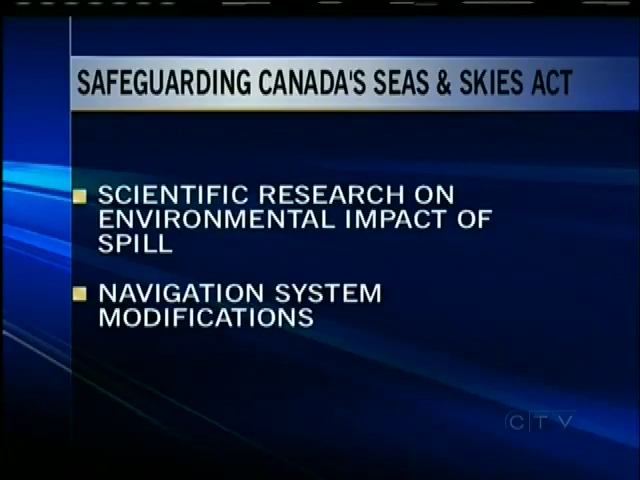 SAFEGUARDING CANADA'S SEAS & SKIES ACT
SCIENTIFIC RESEARCH ON
ENVIRONMENTAL IMPACT OF
SPILL
NAVIGATION SYSTEM
MODIFICATIONS
CTV